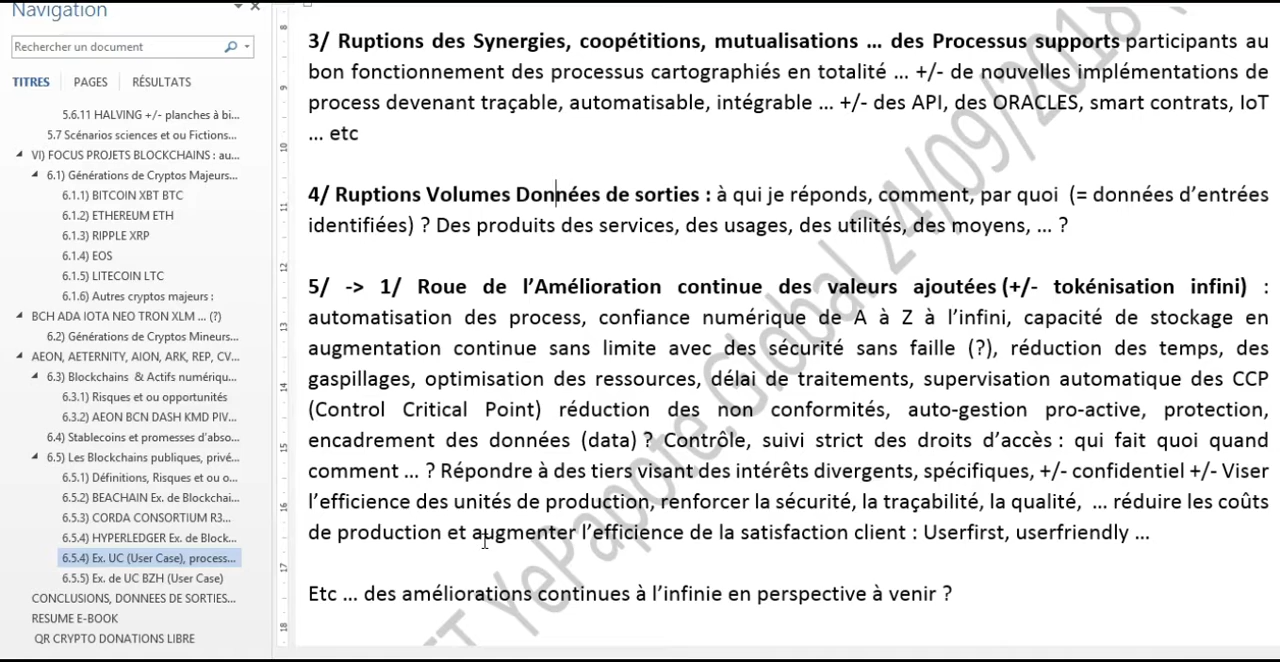 Navigation
Rechercher un document
TITRES PAGES RÉSULTATS
5.6.11 HALVING +/- planches à bi...
5.7 Scénarios sciences et ou Fictions...
VI) FOCUS PROJETS BLOCKCHAINS : au...
6.1) Générations de Cryptos Majeurs...
6.1.1) BITCOIN XBT BTC
6.1.2) ETHEREUM ETH
6.1.3) RIPPLE XRP
6.1.4) EOS
6.1.5) LITECOIN LTC
6.1.6) Autres cryptos majeurs :
BCH ADA IOTA NEO TRON XLM ... (?)
6.2) Générations de Cryptos Mineurs...
AEON, AETERNITY, AION, ARK, REP, CV...
6.3) Blockchains & Actifs numériqu...
6.3.1) Risques et ou opportunités
6.3.2) AEON BCN DASH KMD PIV...
6.4) Stablecoins et promesses d'abso...
6.5) Les Blockchains publiques, privé...
6.5.1) Définitions, Risques et ou o...
6.5.2) BEACHAIN Ex. de Blockchai...
6.5.3) CORDA CONSORTIUM R3...
6.5.4) HYPERLEDGER Ex. de Block...
6.5.4) Ex. UC (User Case), process...
6.5.5) Ex. de UC BZH (User Case)
CONCLUSIONS, DONNEES DE SORTIES...
RESUME E-BOOK
QR CRYPTO DONATIONS LIBRE
8
9
10
11
12
13
14
15
16
17
18
3/ Ruptions des Synergies, coopétitions, mutualisations ... des Processus supports participants au
bon fonctionnement des processus cartographiés en totalité ... +/- de nouvelles implémentations de
process devenant traçable, automatisable, intégrable ... +/- des API, des ORACLES, smart contrats, IoT
... etc
4/ Ruptions Volumes Données de sorties : à qui je réponds, comment, par quoi (= données d'entrées
identifiées) ? Des produits des services, des usages, des utilités, des moyens, ... ?
5/ -> 1/ Roue de l'Amélioration continue des valeurs ajoutées (+/- tokénisation infini) :
automatisation des process, confiance numérique de A à Z à l'infini, capacité de stockage en
augmentation continue sans limite avec des sécurité sans faille (?), réduction des temps, des
gaspillages, optimisation des ressources, délai de traitements, supervision automatique des CCP
(Control Critical Point) réduction des non conformités, auto-gestion pro-active, protection,
encadrement des données (data) ? Contrôle, suivi strict des droits d'accès : qui fait quoi quand
comment ... ? Répondre à des tiers visant des intérêts divergents, spécifiques, +/- confidentiel +/- Viser
l'efficience des unités de production, renforcer la sécurité, la traçabilité, la qualité, ... réduire les coûts
de production et augmenter l'efficience de la satisfaction client : Userfirst, userfriendly ...
Etc ... des améliorations continues à l'infinie en perspective à venir ?
YePapore.Global 24/09/2018